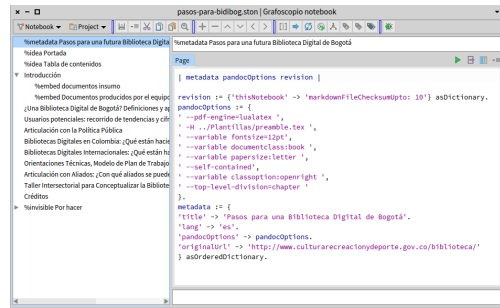 pasos-para-bidibog.ston | Grafoscopio notebook
Notebook
Project
%metadata Pasos para una futura Biblioteca Digita
%idea Portada
%idea Tabla de contenidos
Introducción
%embed documentos insumo
%embed Documentos producidos por el equipo
¿Una Biblioteca Digital de Bogotá? Definiciones y
Usuarios potenciales: recorrido de tendencias y
Articulación con la Política Pública
Bibliotecas Digitales en Colombia: ¿Qué están hacie
Bibliotecas Digitales Internacionales: ¿Qué están
Orientaciones Técnicas, Modelo de Plan de Trabajo
Articulación con Aliados: ¿Con qué aliados se puede
Taller Intersectorial para Conceptualizar la Bibliote
Créditos
%invisible Por hacer
%metadata Pasos para una futura Biblioteca Digital de Bogotá
Page
| metadata pandocOptions revision |
revision := {'thisNotebook' -> 'markdownFileChecksumUpto: 10'} asDictionary.
pandocOptions := {
' --pdf-engine=lualatex ',
' -H ../Plantillas/preamble.tex ',
' --variable fontsize=12pt',
' --variable documentclass:book ',
' --variable papersize:letter ',
' --self-contained',
' --variable classoption:openright ',
' --top-level-division=chapter '
}.
metadata := {
'title' -> 'Pasos para una Biblioteca Digital de Bogotá'.
'lang' -> 'es'.
'pandocOptions' -> pandocOptions.
'originalUrl' -> 'http://www.culturarecreacionydeporte.gov.co/biblioteca/'
} asOrderedDictionary.